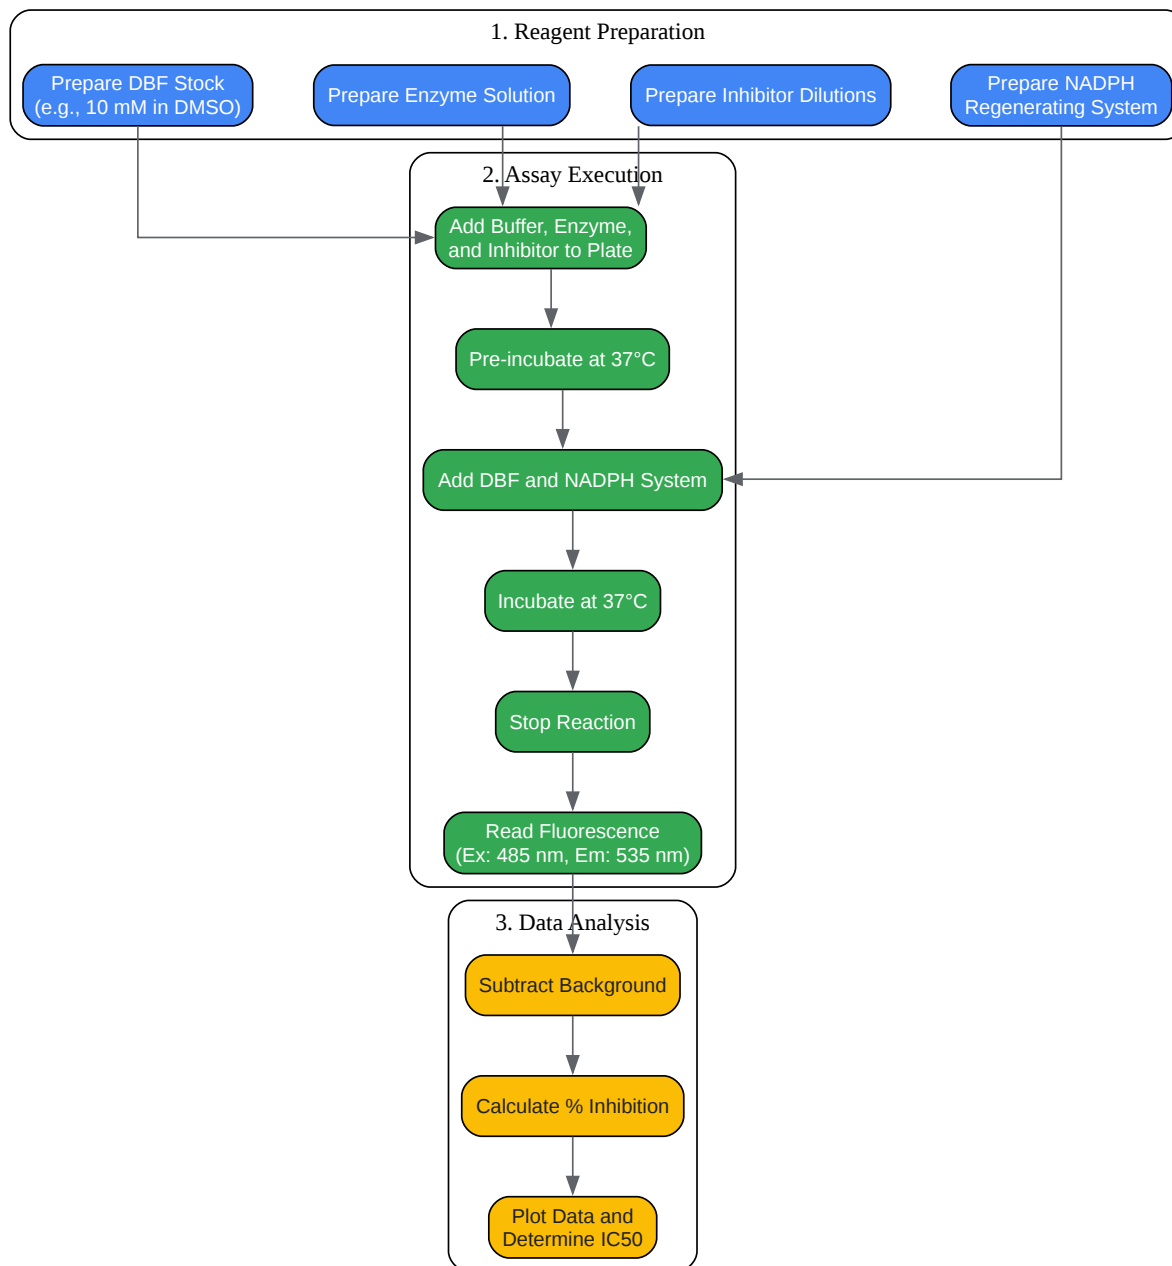 1. Reagent Preparation
Prepare DBF Stock
(e.g., 10 mM in DMSO)
Prepare Enzyme Solution
Prepare Inhibitor Dilutions
Prepare NADPH
Regenerating System
2. Assay Execution
Add Buffer, Enzyme,
and Inhibitor to Plate
Pre-incubate at 37°C
Add DBF and NADPH System
Incubate at 37°C
Stop Reaction
Read Fluorescence
(Ex: 485 nm, Em: 535 nm)
3. Data Analysis
Subtract Background
Calculate % Inhibition
Plot Data and
Determine IC50